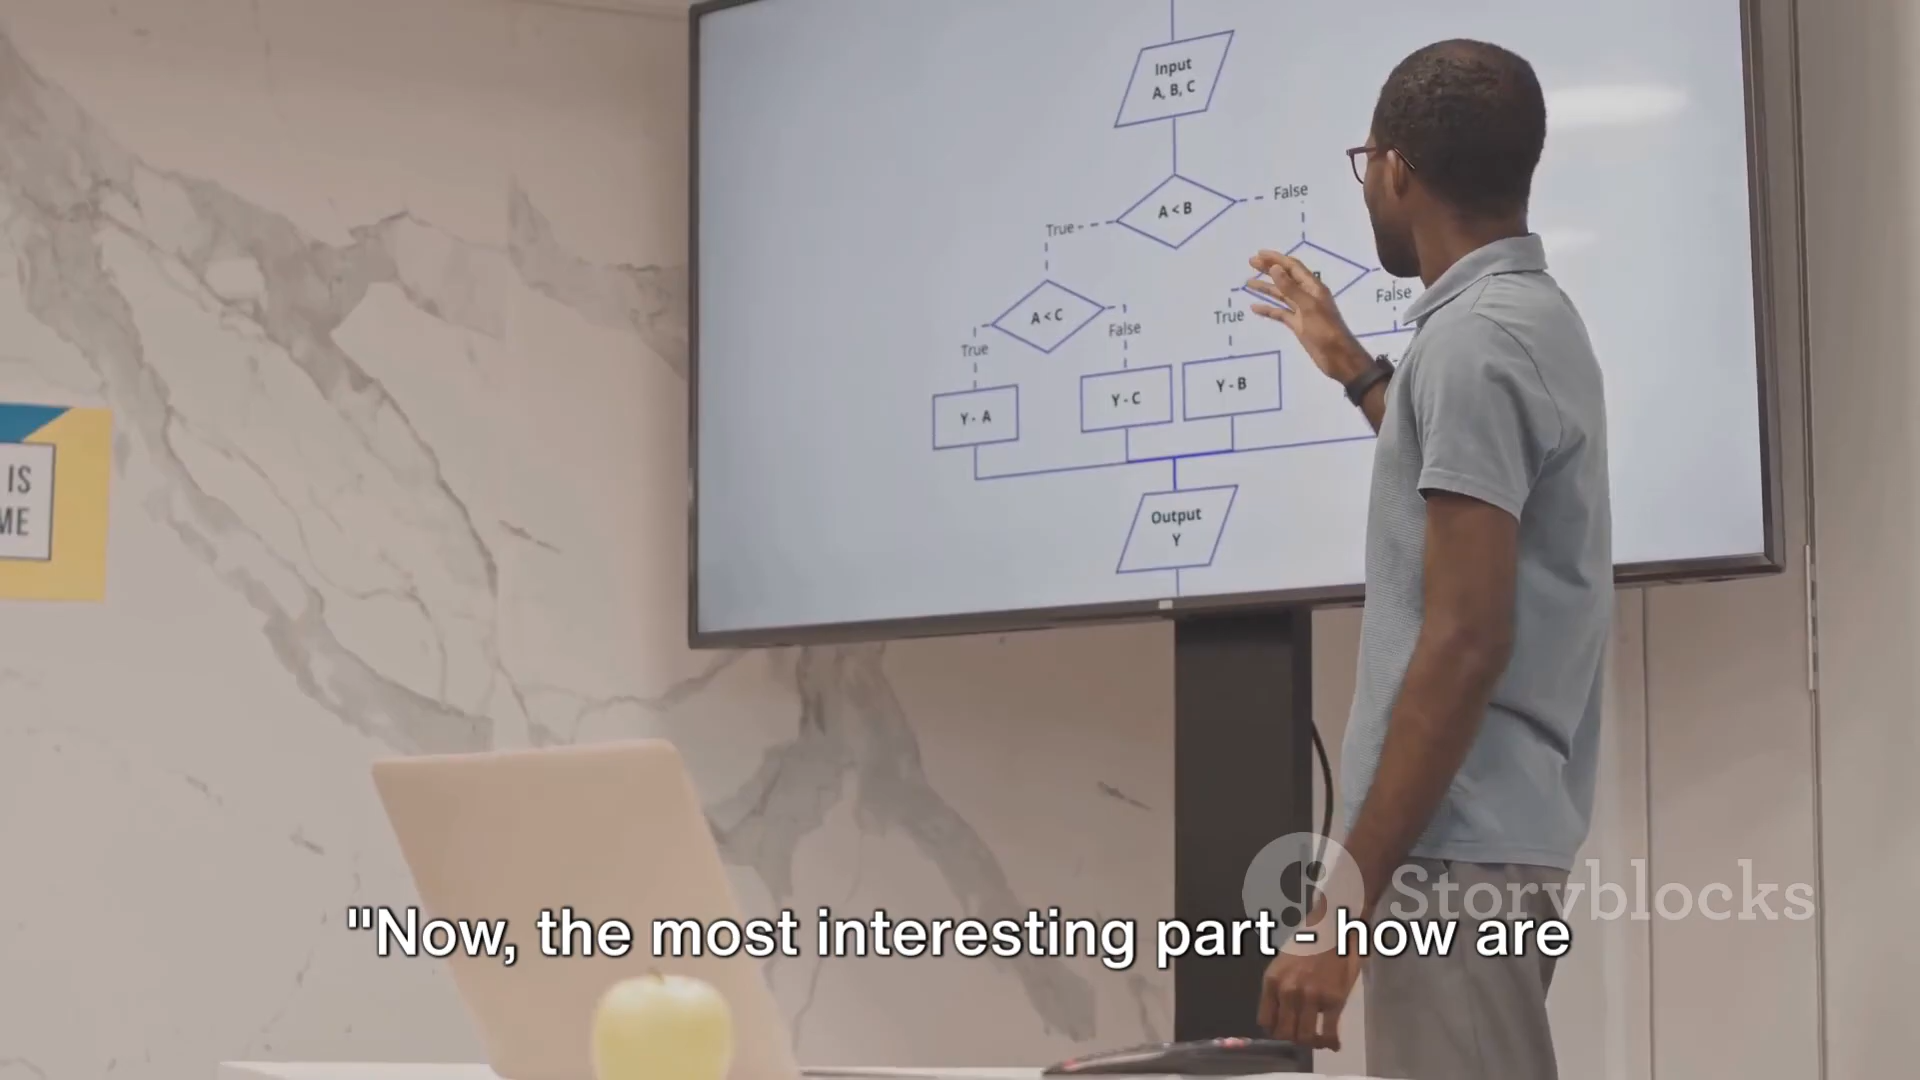 Input
A, B, C
A < B
False
True
A < C
False
True
False
True
Y - A
Y - C
Y - B
Output
Y
IS
ME
Storyblocks
"Now, the most interesting part - how are